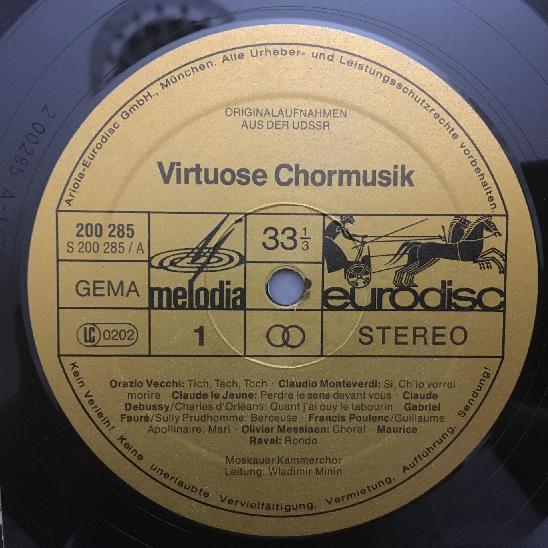 Ariola-Eurodisc GmbH., München. Alle Urheber- und Leistungsschutzrechte vorbehalten.
ORIGINALAUFNAHMEN
AUS DER UDSSR
Virtuose Chormusik
200 285
S 200 285 / A
33 1/3
GEMA
melodia
eurodisc
LC 0202
1
STEREO
Orazio Vecchi: Tich, Tach, Toch - Claudio Monteverdi: Si, Ch'io vorrei
morire - Claude le Jeune: Perdre le sens devant vous - Claude
Debussy/Charles d'Orléans: Quant j'ai ouy le tabourin - Gabriel
Fauré/Sully Prudhomme: Berceuse - Francis Poulenc/Guillaume
Apollinaire: Mari - Olivier Messiaen: Choral - Maurice
Ravel: Rondo
Moskauer Kammerchor
Leitung: Wladimir Minin
Kein Verleih! Keine unerlaubte Vervielfältigung, Vermietung, Aufführung, Sendung!
200285 A-